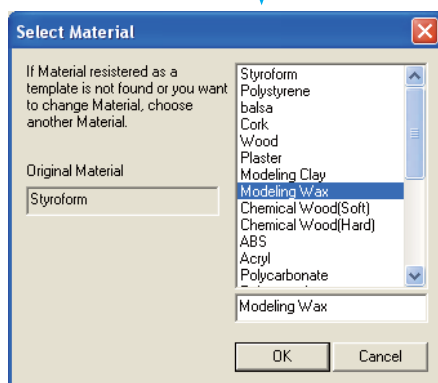 Select Material
If Material resistered as a
template is not found or you want
to change Material, choose
another Material.
Original Material
Styroform
Styroform
Polystyrene
balsa
Cork
Wood
Plaster
Modeling Clay
Modeling Wax
Chemical Wood(Soft)
Chemical Wood(Hard)
ABS
Acryl
Polycarbonate
Modeling Wax
OK
Cancel